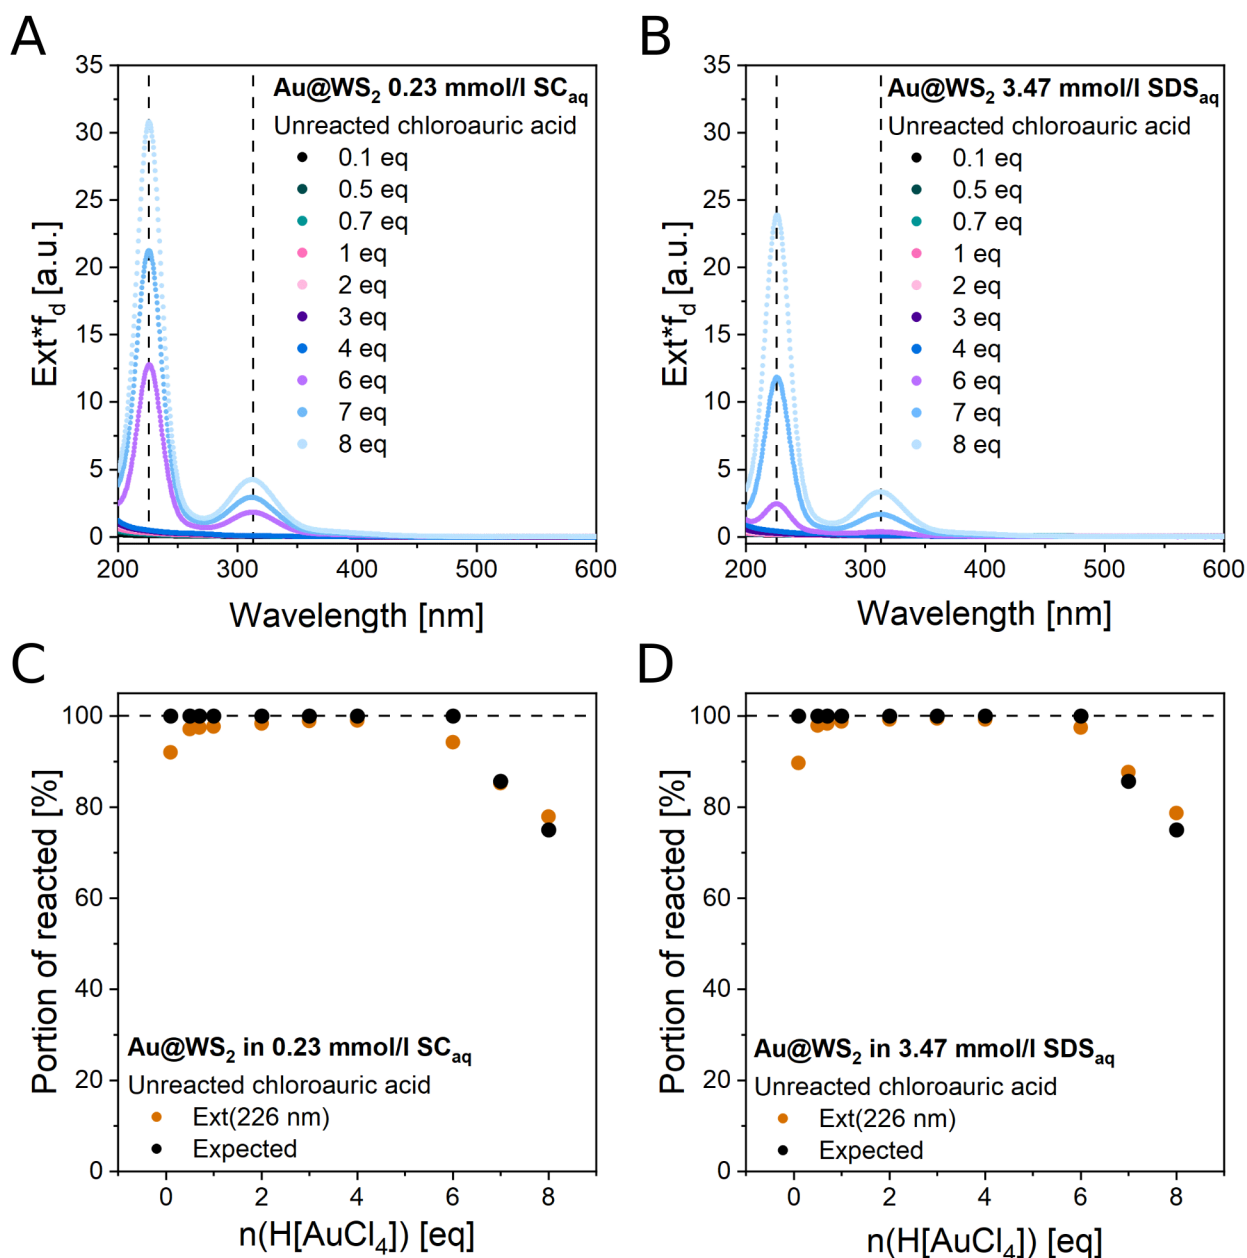 A
35
30
25
20
15
10
5
0
Ext*f_d [a.u.]
200 300 400 500 600
Wavelength [nm]
Au@WS₂ 0.23 mmol/l SC_aq
Unreacted chloroauric acid
0.1 eq
0.5 eq
0.7 eq
1 eq
2 eq
3 eq
4 eq
6 eq
7 eq
8 eq
B
35
30
25
20
15
10
5
0
Ext*f_d [a.u.]
200 300 400 500 600
Wavelength [nm]
Au@WS₂ 3.47 mmol/l SDS_aq
Unreacted chloroauric acid
0.1 eq
0.5 eq
0.7 eq
1 eq
2 eq
3 eq
4 eq
6 eq
7 eq
8 eq
C
100
80
60
40
20
0
Portion of reacted [%]
0 2 4 6 8
n(H[AuCl₄]) [eq]
Au@WS₂ in 0.23 mmol/l SC_aq
Unreacted chloroauric acid
Ext(226 nm)
Expected
D
100
80
60
40
20
0
Portion of reacted [%]
0 2 4 6 8
n(H[AuCl₄]) [eq]
Au@WS₂ in 3.47 mmol/l SDS_aq
Unreacted chloroauric acid
Ext(226 nm)
Expected